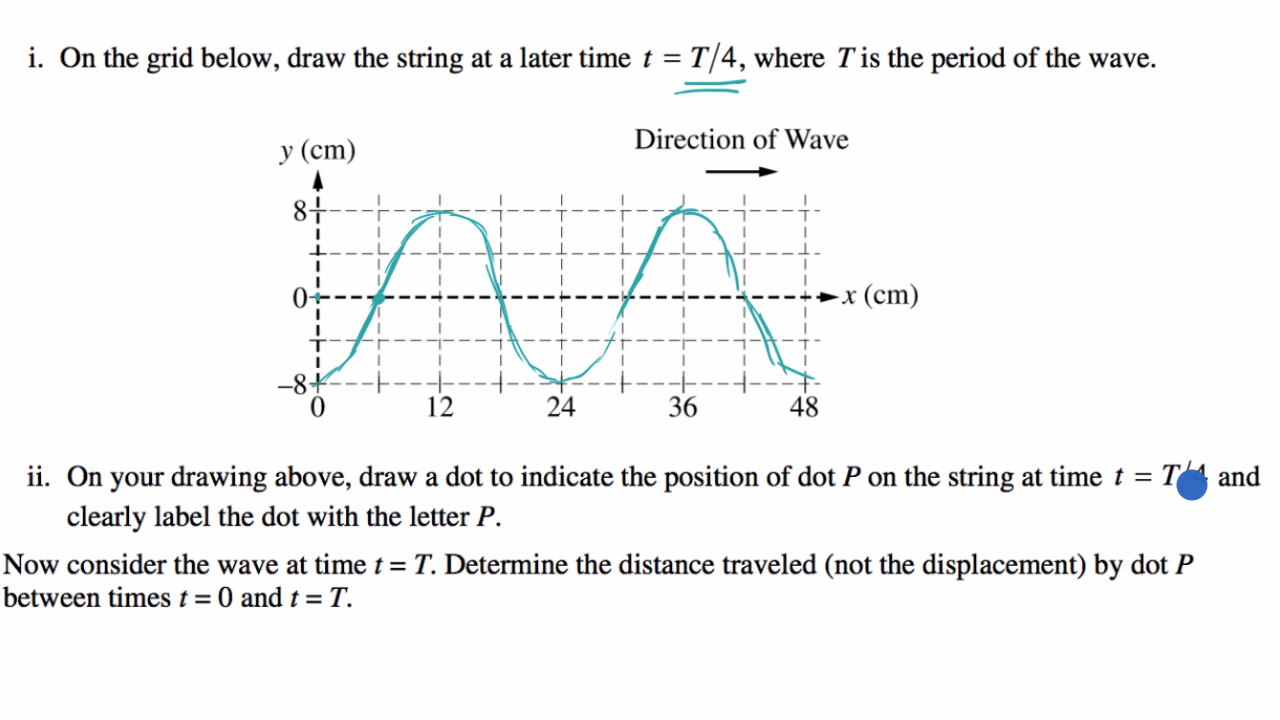 i. On the grid below, draw the string at a later time t = T/4, where T is the period of the wave.
Direction of Wave
y (cm)
8
0
x (cm)
–8
0 12 24 36 48
ii. On your drawing above, draw a dot to indicate the position of dot P on the string at time t = T/4 and
clearly label the dot with the letter P.
Now consider the wave at time t = T. Determine the distance traveled (not the displacement) by dot P
between times t = 0 and t = T.